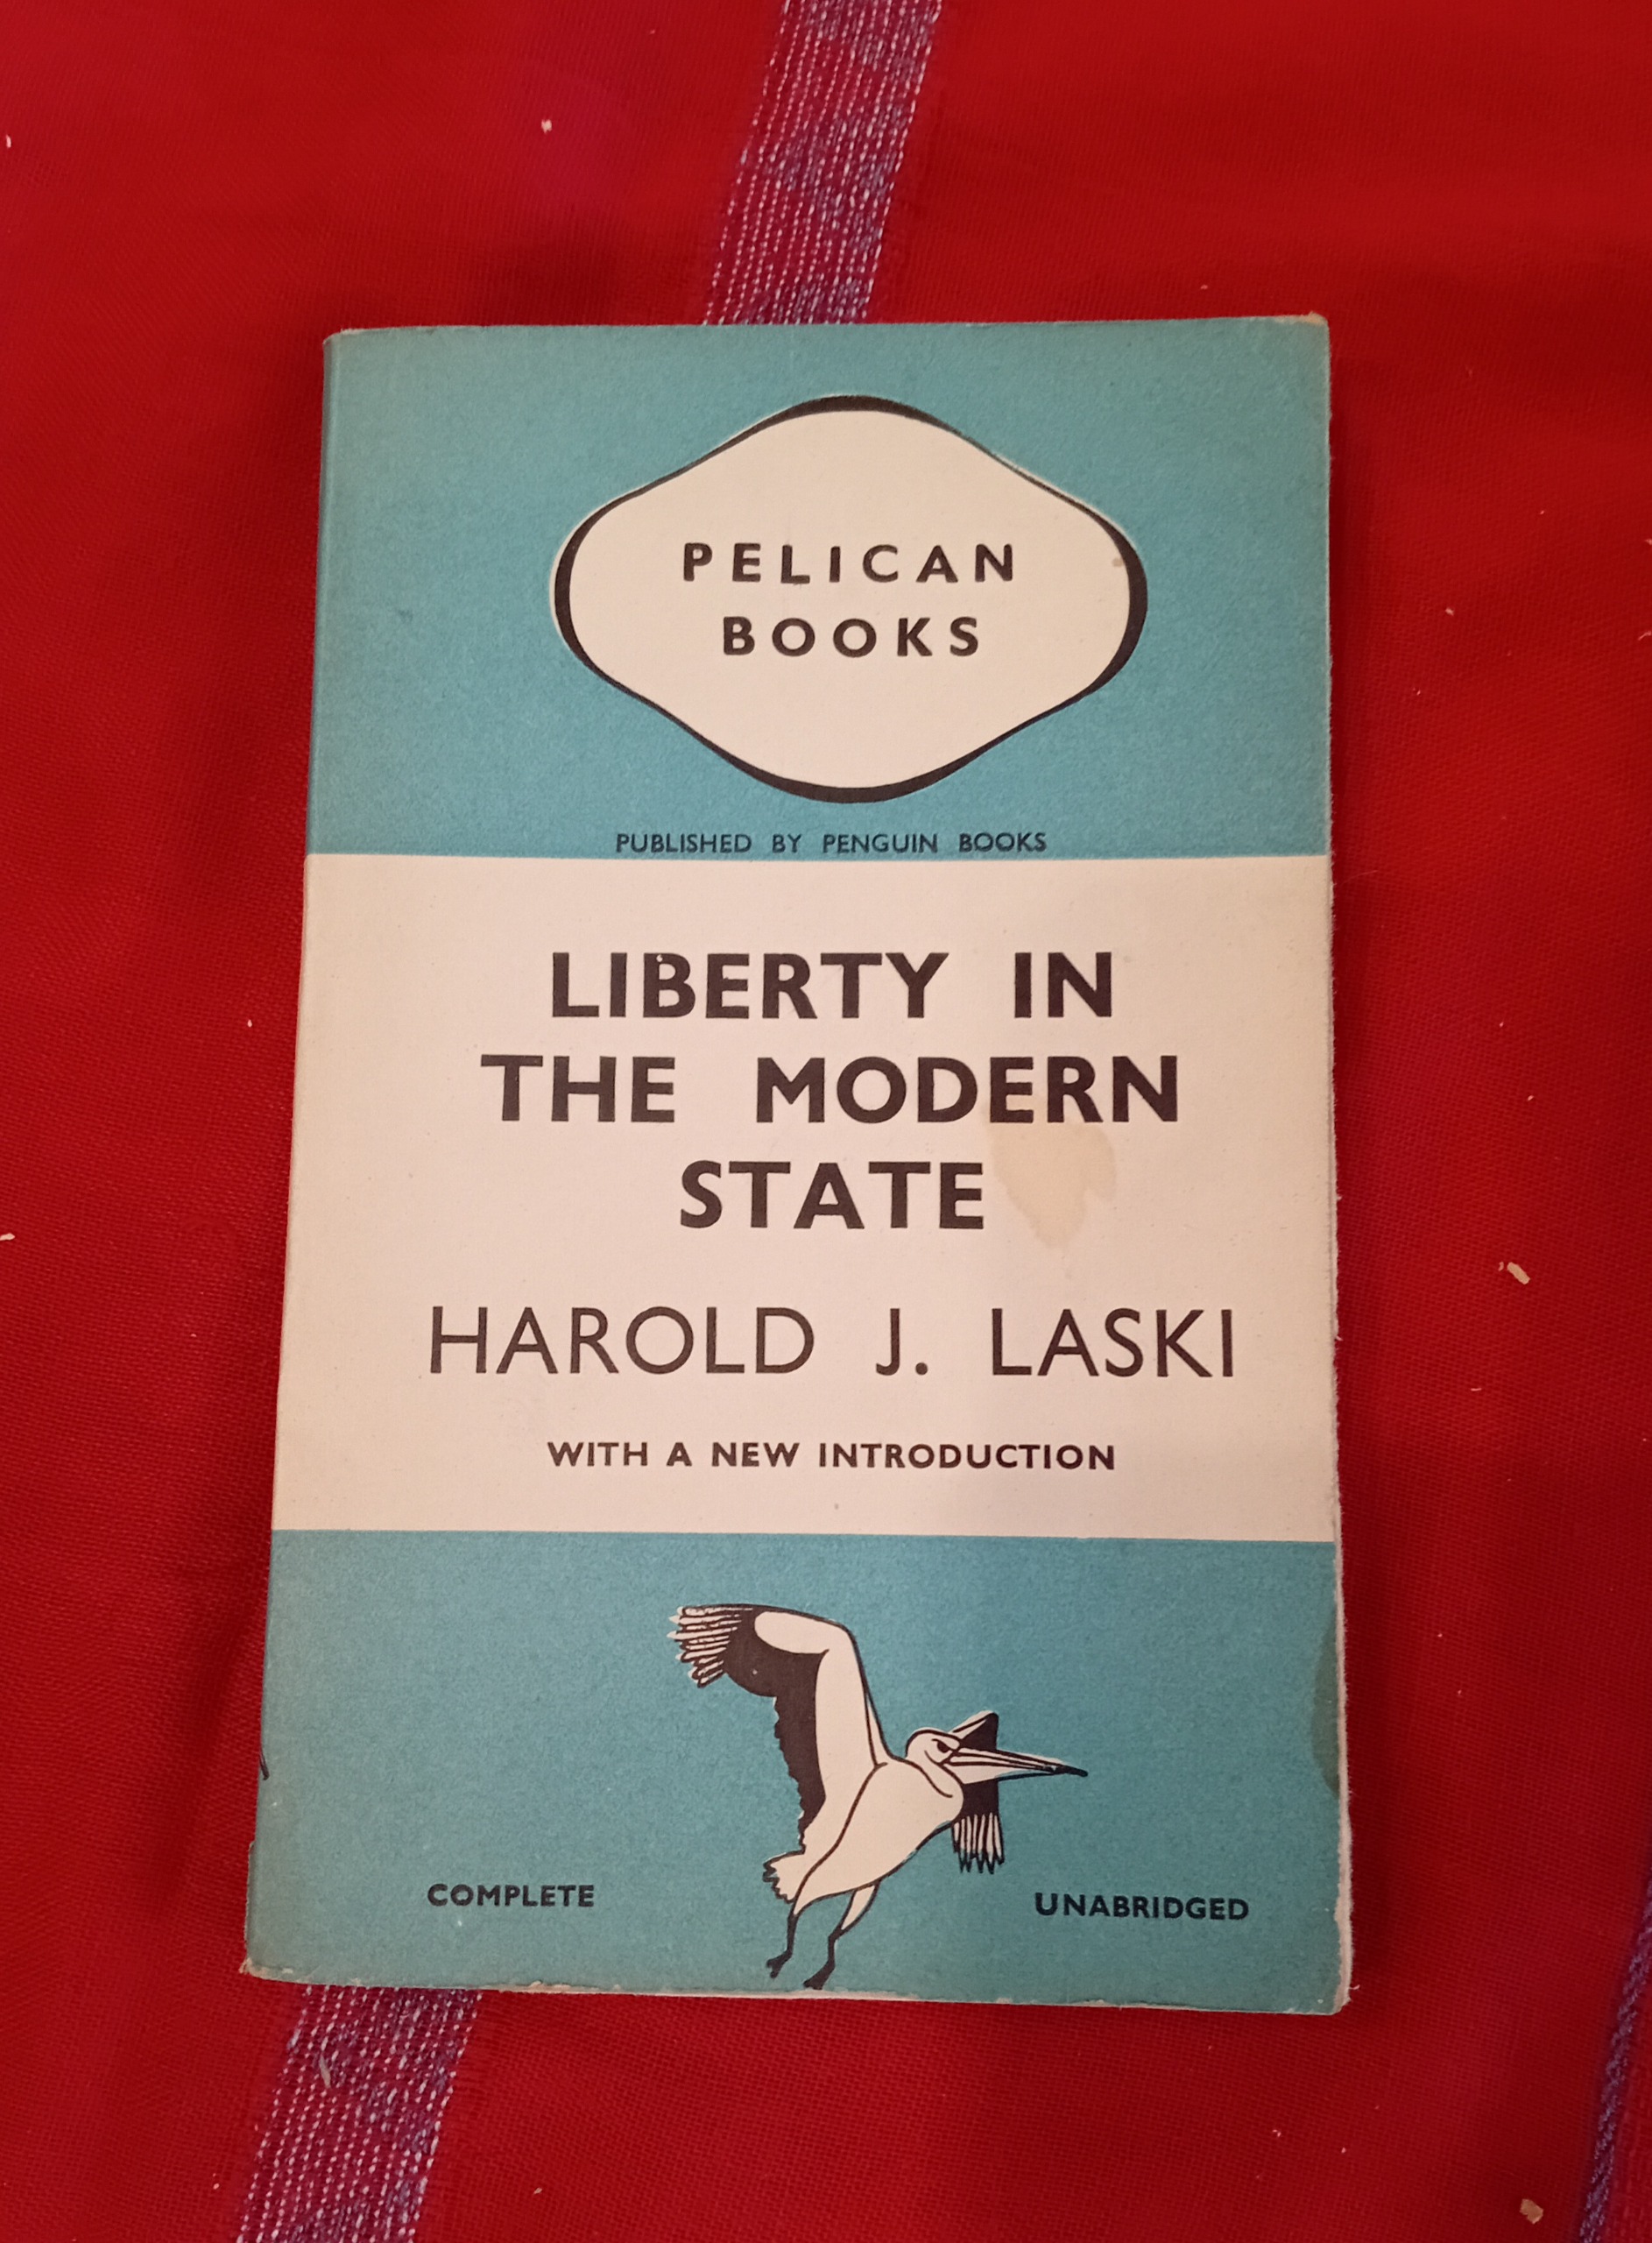 PELICAN
BOOKS
PUBLISHED BY PENGUIN BOOKS
LIBERTY IN
THE MODERN
STATE
HAROLD J. LASKI
WITH A NEW INTRODUCTION
COMPLETE
UNABRIDGED